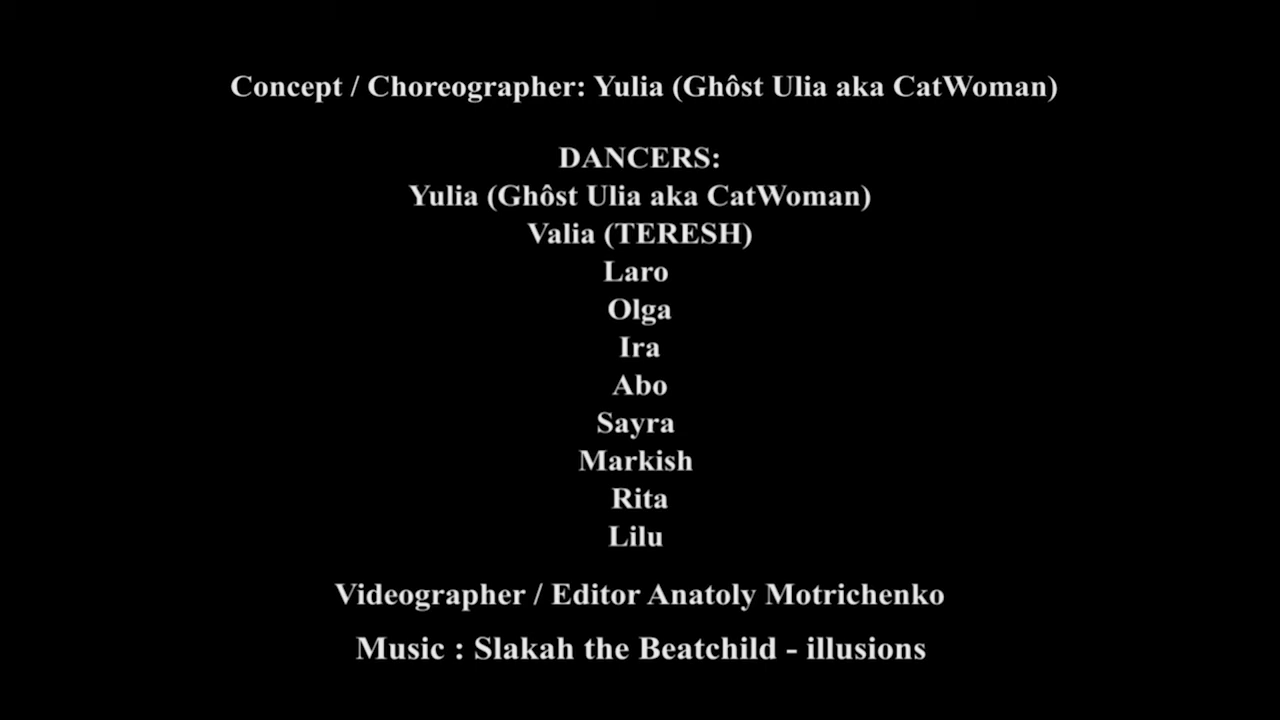 Concept / Choreographer: Yulia (Ghôst Ulia aka CatWoman)
DANCERS:
Yulia (Ghôst Ulia aka CatWoman)
Valia (TERESH)
Laro
Olga
Ira
Abo
Sayra
Markish
Rita
Lilu
Videographer / Editor Anatoly Motrichenko
Music : Slakah the Beatchild - illusions